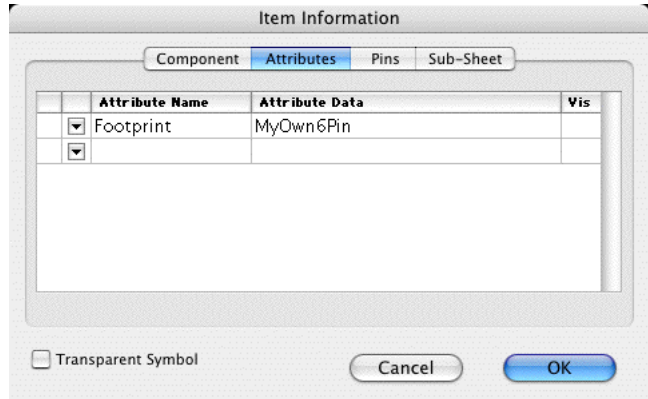 Item Information
Component Attributes Pins Sub-Sheet
Attribute Name Attribute Data Vis
Footprint MyOwn6Pin
Transparent Symbol Cancel OK